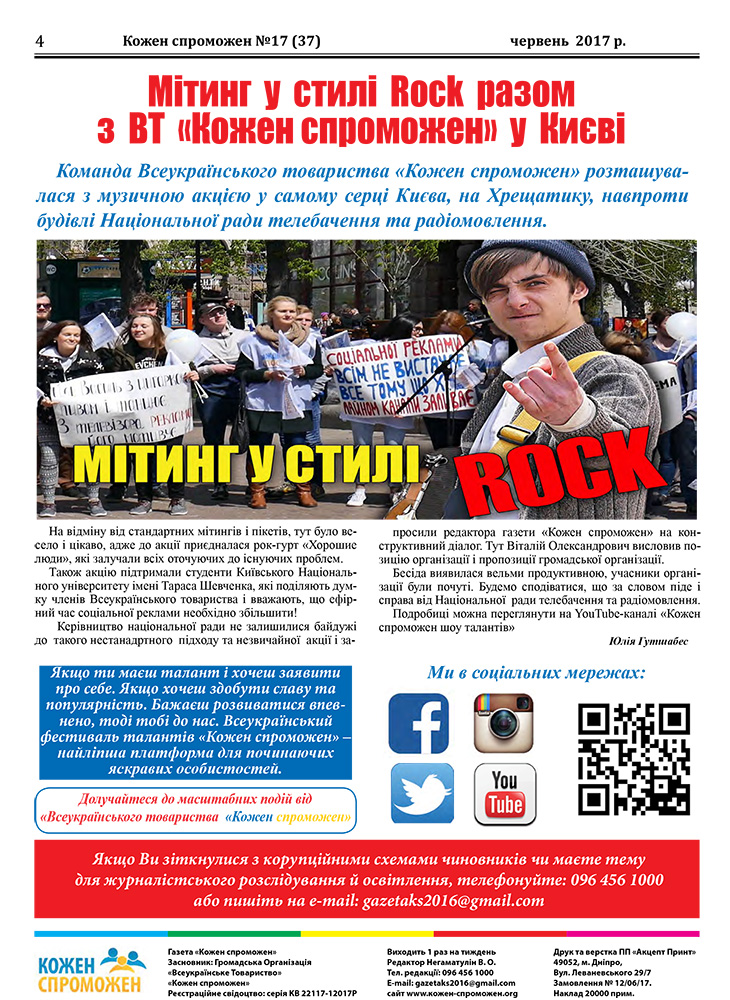 4
Кожен спроможен №17 (37)
червень 2017 р.
Мітинг у стилі Rock разом
з ВТ «Кожен спроможен» у Києві
Команда Всеукраїнського товариства «Кожен спроможен» розташува-
лася з музичною акцією у самому серці Києва, на Хрещатику, навпроти
будівлі Національної ради телебачення та радіомовлення.
СОЦІАЛЬНОЇ РЕКЛАМИ
ВСІМ НЕ ВИСТАЧ
ВСЕ ТОМУ ЩО ХТ
ЛАЙНОМ КАНАЛИ ЗАЛИВАЄ
З ТЕЛЕВІЗОРО, РЕКЛАМА
ЙОГО МОТИВУЄ
МІТИНГ У СТИЛІ
ROCK
На відміну від стандартних мітингів і пікетів, тут було ве-
село і цікаво, адже до акції приєдналася рок-гурт «Хорошие
люди», які залучали всіх оточуючих до існуючих проблем.
Також акцію підтримали студенти Київського Національ-
ного університету імені Тараса Шевченка, які поділяють дум-
ку членів Всеукраїнського товариства і вважають, що ефір-
ний час соціальної реклами необхідно збільшити!
Керівництво національної ради не залишилися байдужі
до такого нестанадртного підходу та незвичайної акції і за-
просили редактора газети «Кожен спроможен» на кон-
структивний діалог. Тут Віталій Олександрович висловив по-
зицію організації і пропозиції громадської організації.
Бесіда виявилася вельми продуктивною, учасники органі-
зації були почуті. Будемо сподіватися, що за словом піде і
справа від Національної ради телебачення та радіомовлення.
Подробиці можна переглянути на YouTube-каналі «Кожен
спроможен шоу талантів»
Юлія Гутшабес
Якщо ти маєш талант і хочеш заявити
про себе. Якщо хочеш здобути славу та
популярність. Бажаєш розвиватися впев-
нено, тоді тобі до нас. Всеукраїнський
фестиваль талантів «Кожен спроможен» –
найліпша платформа для починаючих
яскравих особистостей.
Долучайтеся до масштабних подій від
«Всеукраїнського товариства «Кожен спроможен»
Ми в соціальних мережах:
You
Tube
Якщо Ви зіткнулися з корупційними схемами чиновників чи маєте тему
для журналістського розслідування й освітлення, телефонуйте: 096 456 1000
або пишіть на e-mail: gazetaks2016@gmail.com
КОЖЕН
СПРОМОЖЕН
Газета «Кожен спроможен»
Засновник: Громадська Організація
«Всеукраїнське Товариство»
«Кожен спроможен»
Реєстраційне свідоцтво: серія КВ 22117-12017Р
Виходить 1 раз на тиждень
Редактор Негаматулін В. О.
Тел. редакції: 096 456 1000
E-mail: gazetaks2016@gmail.com
сайт www.кожен-спроможен.org
Друк та верстка ПП «Акцепт Принт»
49052, м. Дніпро,
Вул. Леваневського 29/7
Замовлення № 12/06/17.
Наклад 20000 прим.